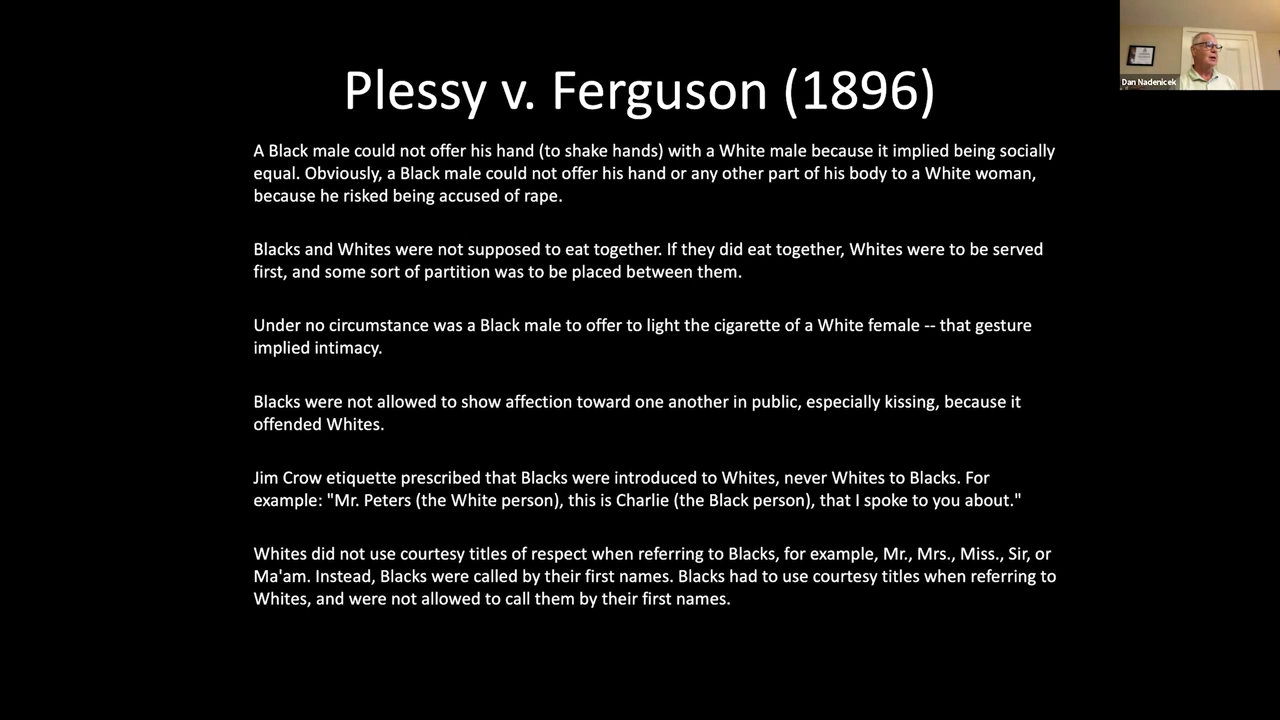 Plessy v. Ferguson (1896)
A Black male could not offer his hand (to shake hands) with a White male because it implied being socially
equal. Obviously, a Black male could not offer his hand or any other part of his body to a White woman,
because he risked being accused of rape.
Blacks and Whites were not supposed to eat together. If they did eat together, Whites were to be served
first, and some sort of partition was to be placed between them.
Under no circumstance was a Black male to offer to light the cigarette of a White female -- that gesture
implied intimacy.
Blacks were not allowed to show affection toward one another in public, especially kissing, because it
offended Whites.
Jim Crow etiquette prescribed that Blacks were introduced to Whites, never Whites to Blacks. For
example: "Mr. Peters (the White person), this is Charlie (the Black person), that I spoke to you about."
Whites did not use courtesy titles of respect when referring to Blacks, for example, Mr., Mrs., Miss., Sir, or
Ma'am. Instead, Blacks were called by their first names. Blacks had to use courtesy titles when referring to
Whites, and were not allowed to call them by their first names.
Dan Nadenicek